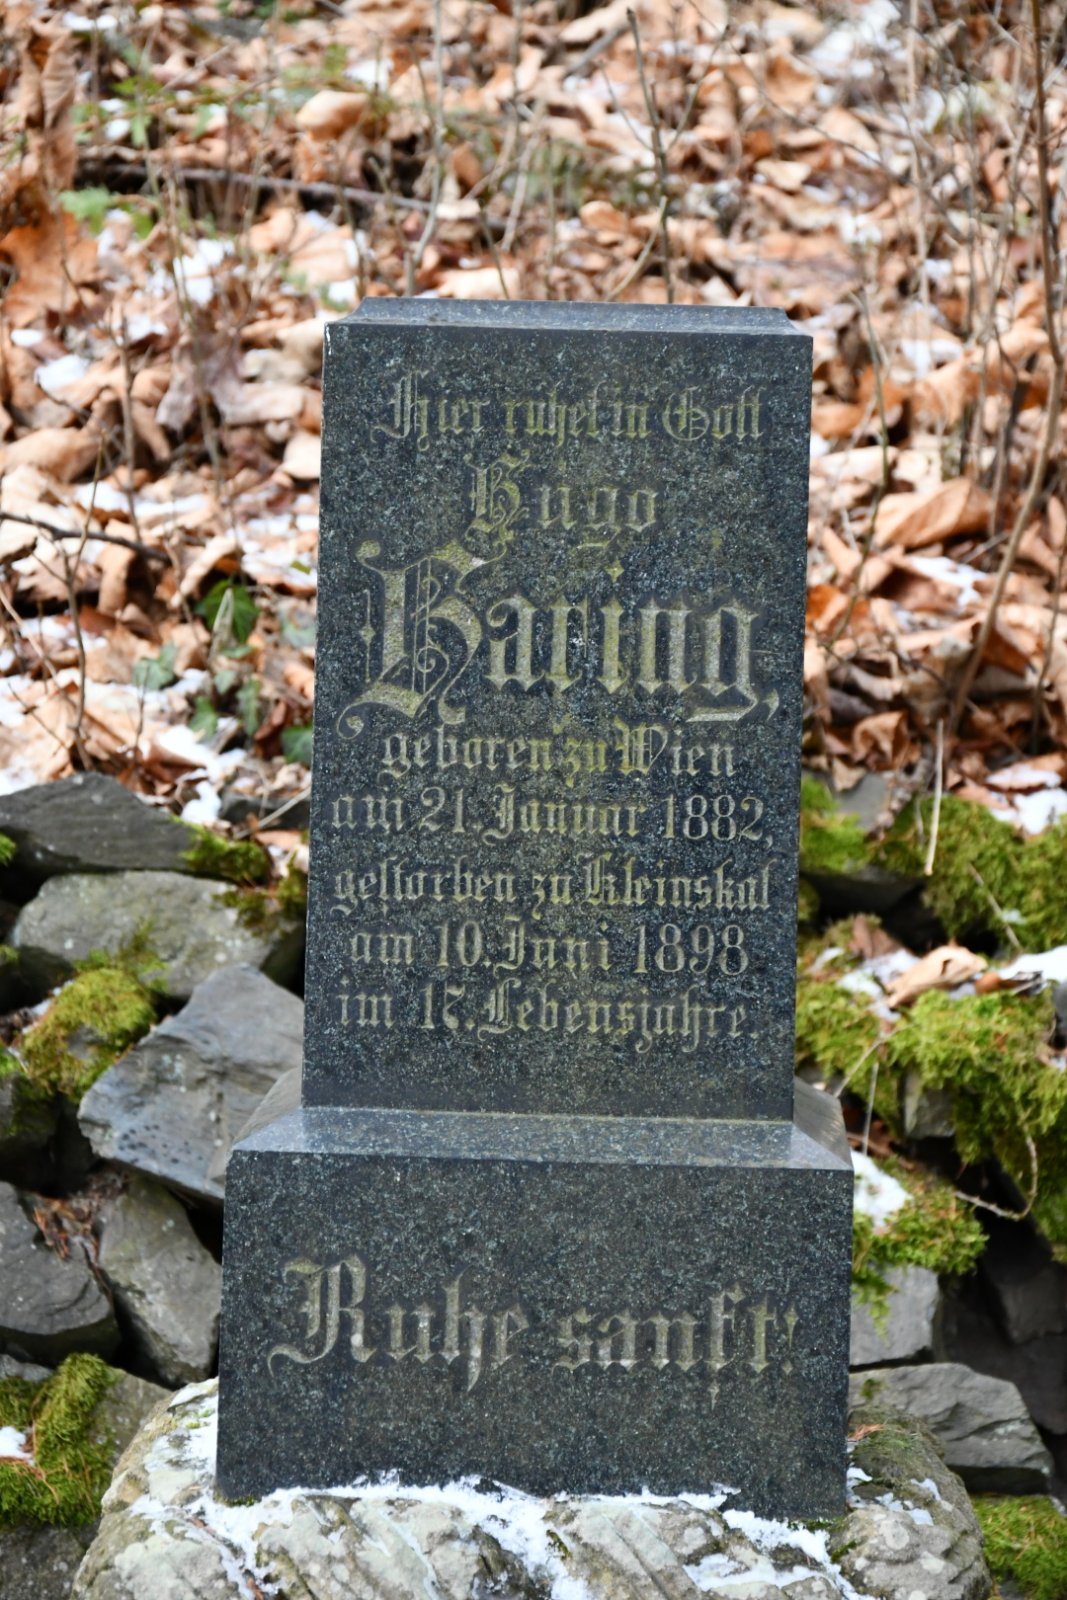 Hier ruhet in Gott
Hugo
Haring,
geboren zu Wien
am 21. Januar 1882,
gestorben zu Kleinskal
am 10. Juni 1898
im 17. Lebensjahre.
Ruhe sanft!